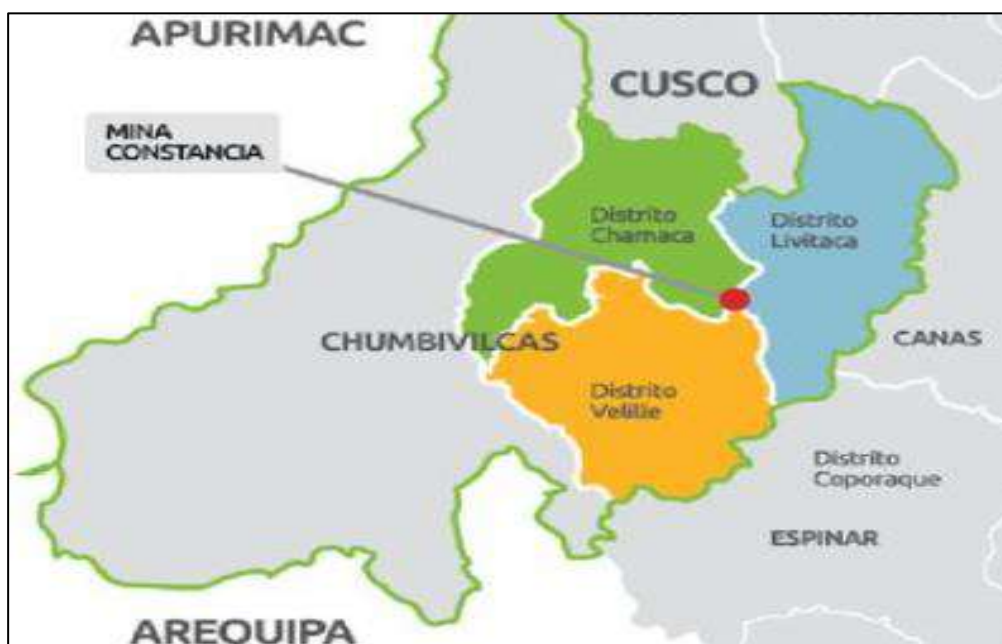 APURIMAC
CUSCO
MINA
CONSTANCIA
Distrito
Chamaca
Distrito
Livitaca
CHUMBIVILCAS
CANAS
Distrito
Velille
Distrito
Coporaque
ESPINAR
AREQUIPA